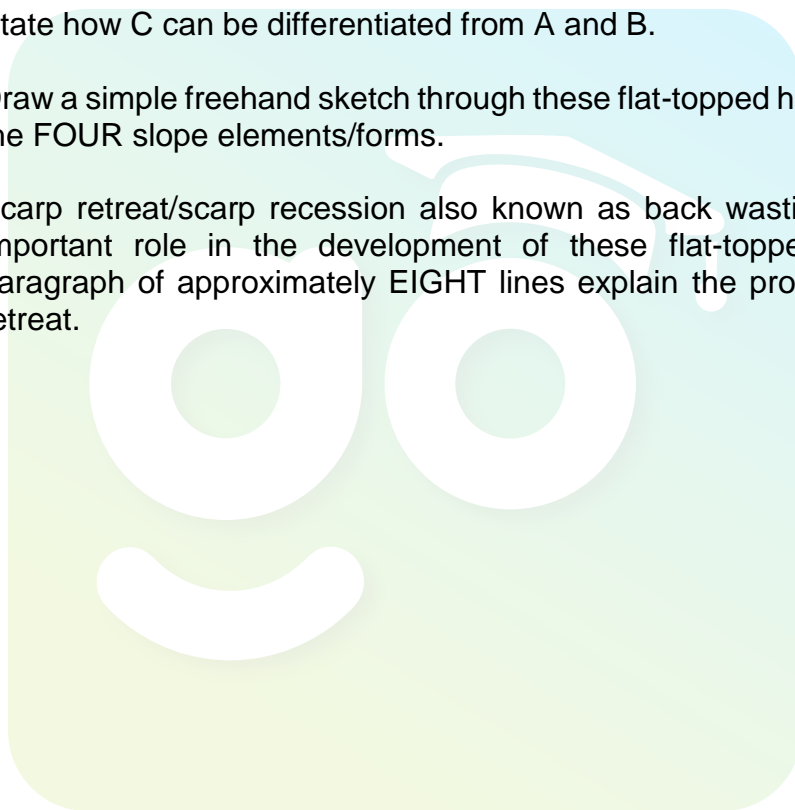 tate how C can be differentiated from A and B.
raw a simple freehand sketch through these flat-topped h
he FOUR slope elements/forms.
carp retreat/scarp recession also known as back wasti
mportant role in the development of these flat-toppe
aragraph of approximately EIGHT lines explain the pro
etreat.
go